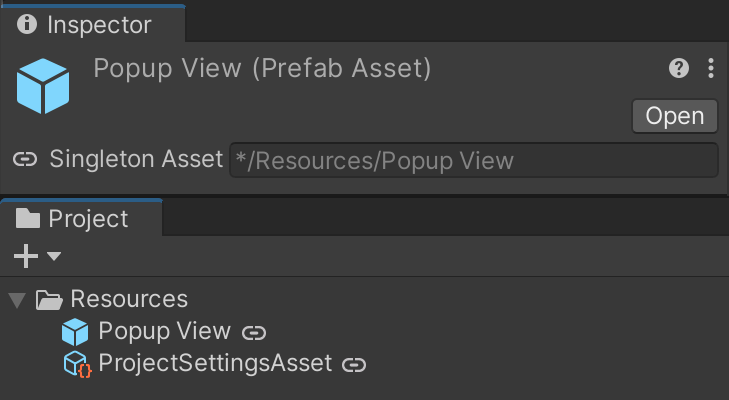 Inspector
Popup View (Prefab Asset)
Open
Singleton Asset */Resources/Popup View
Project
Resources
Popup View
ProjectSettingsAsset